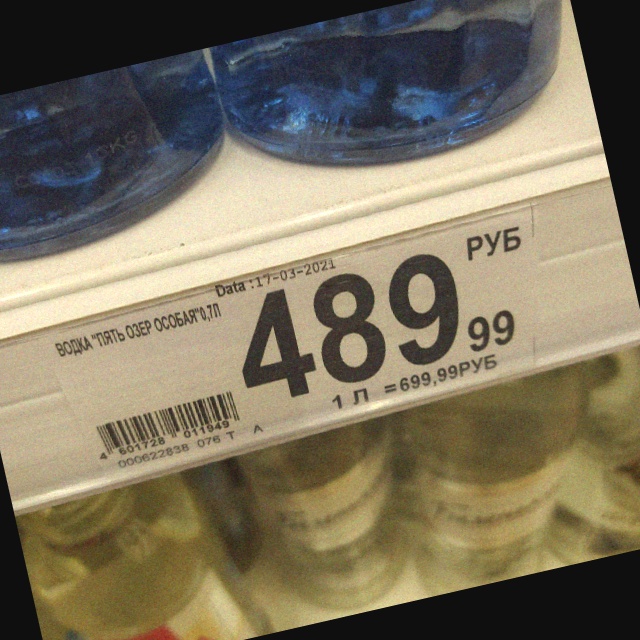 Data :17-03-2021
ВОДКА "ПЯТЬ ОЗЕР ОСОБАЯ"0,7Л
489 99 РУБ
1 Л =699,99РУБ
4 601728 011949
000622838 076 Т А